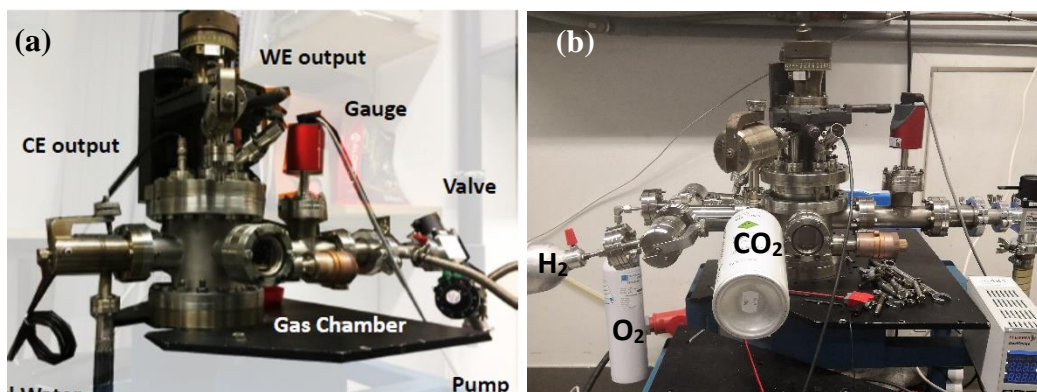 (a)
WE output
Gauge
CE output
Valve
Gas Chamber
Pump
(b)
CO₂
H₂
O₂